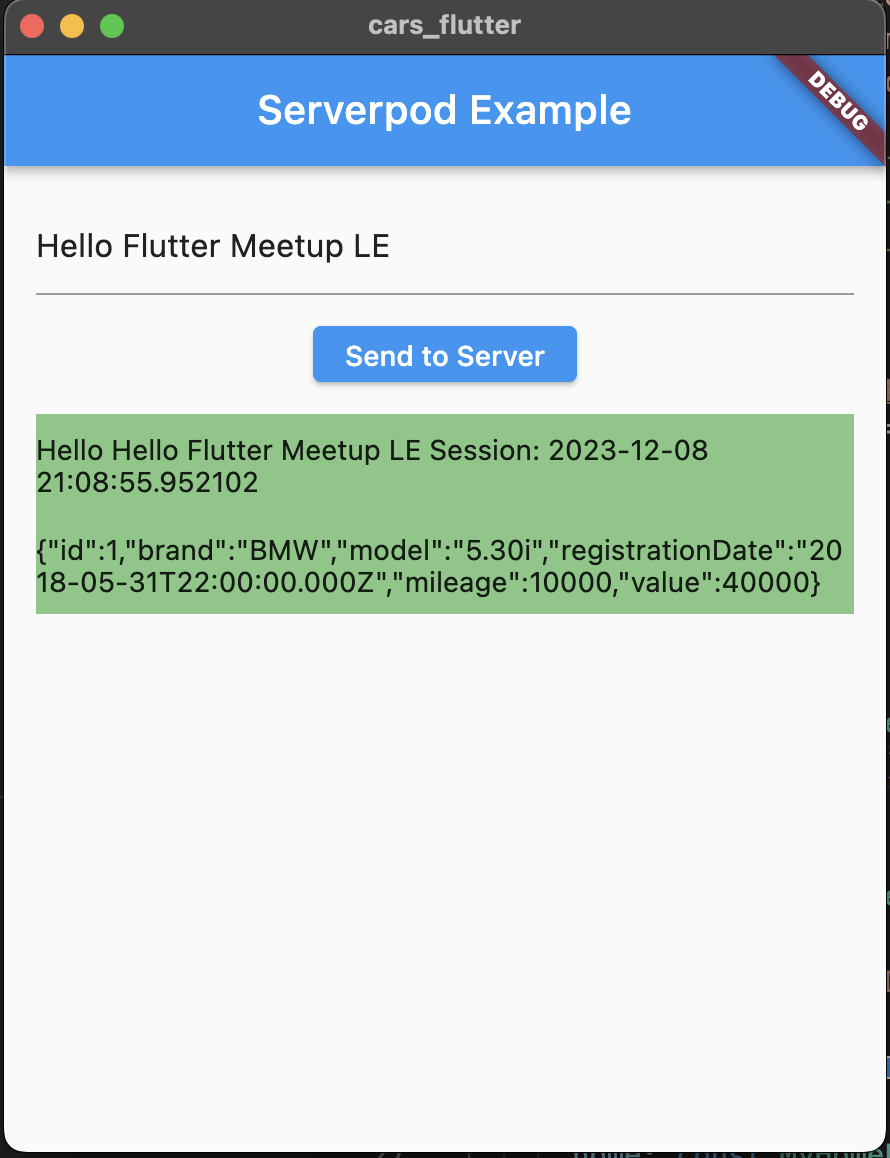 cars_flutter
Serverpod Example
DEBUG
Hello Flutter Meetup LE
Send to Server
Hello Hello Flutter Meetup LE Session: 2023-12-08
21:08:55.952102
{"id":1,"brand":"BMW","model":"5.30i","registrationDate":"20
18-05-31T22:00:00.000Z","mileage":10000,"value":40000}